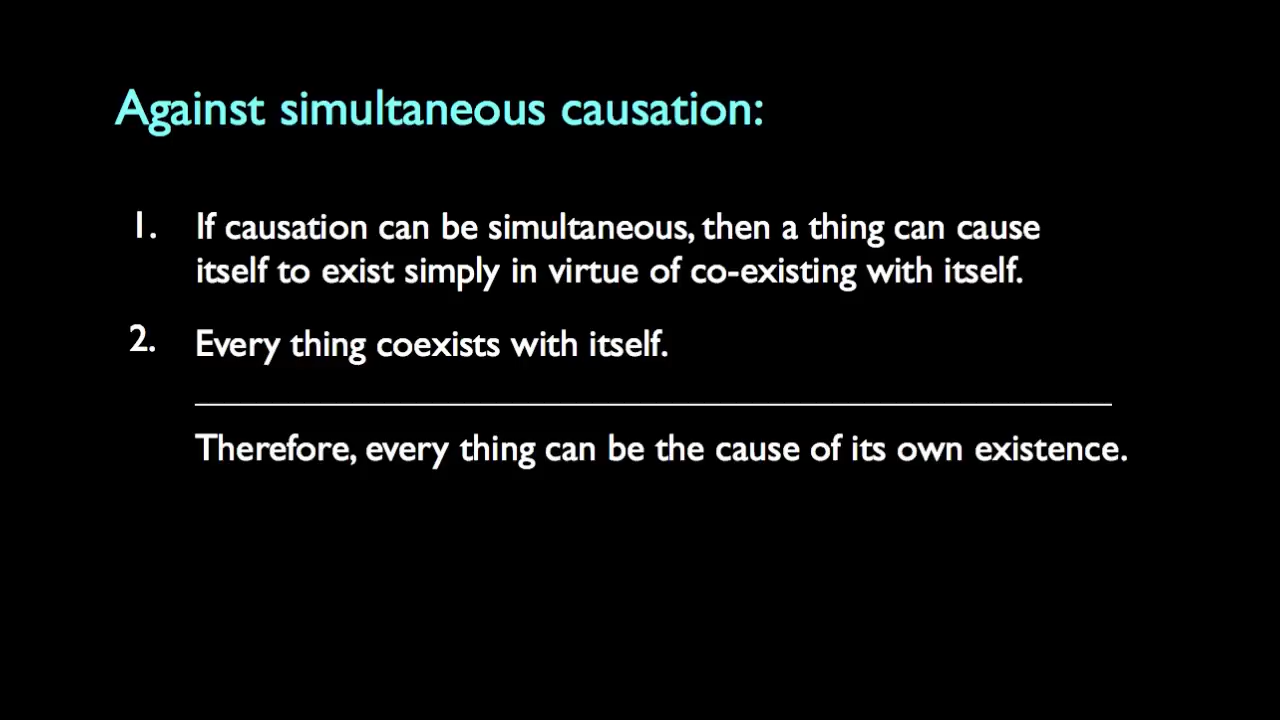 Against simultaneous causation:
1. If causation can be simultaneous, then a thing can cause
itself to exist simply in virtue of co-existing with itself.
2. Every thing coexists with itself.
Therefore, every thing can be the cause of its own existence.